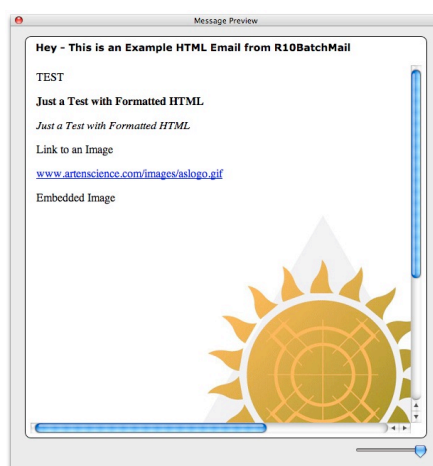 Message Preview
Hey - This is an Example HTML Email from R10BatchMail
TEST
Just a Test with Formatted HTML
Just a Test with Formatted HTML
Link to an Image
www.artenscience.com/images/aslogo.gif
Embedded Image